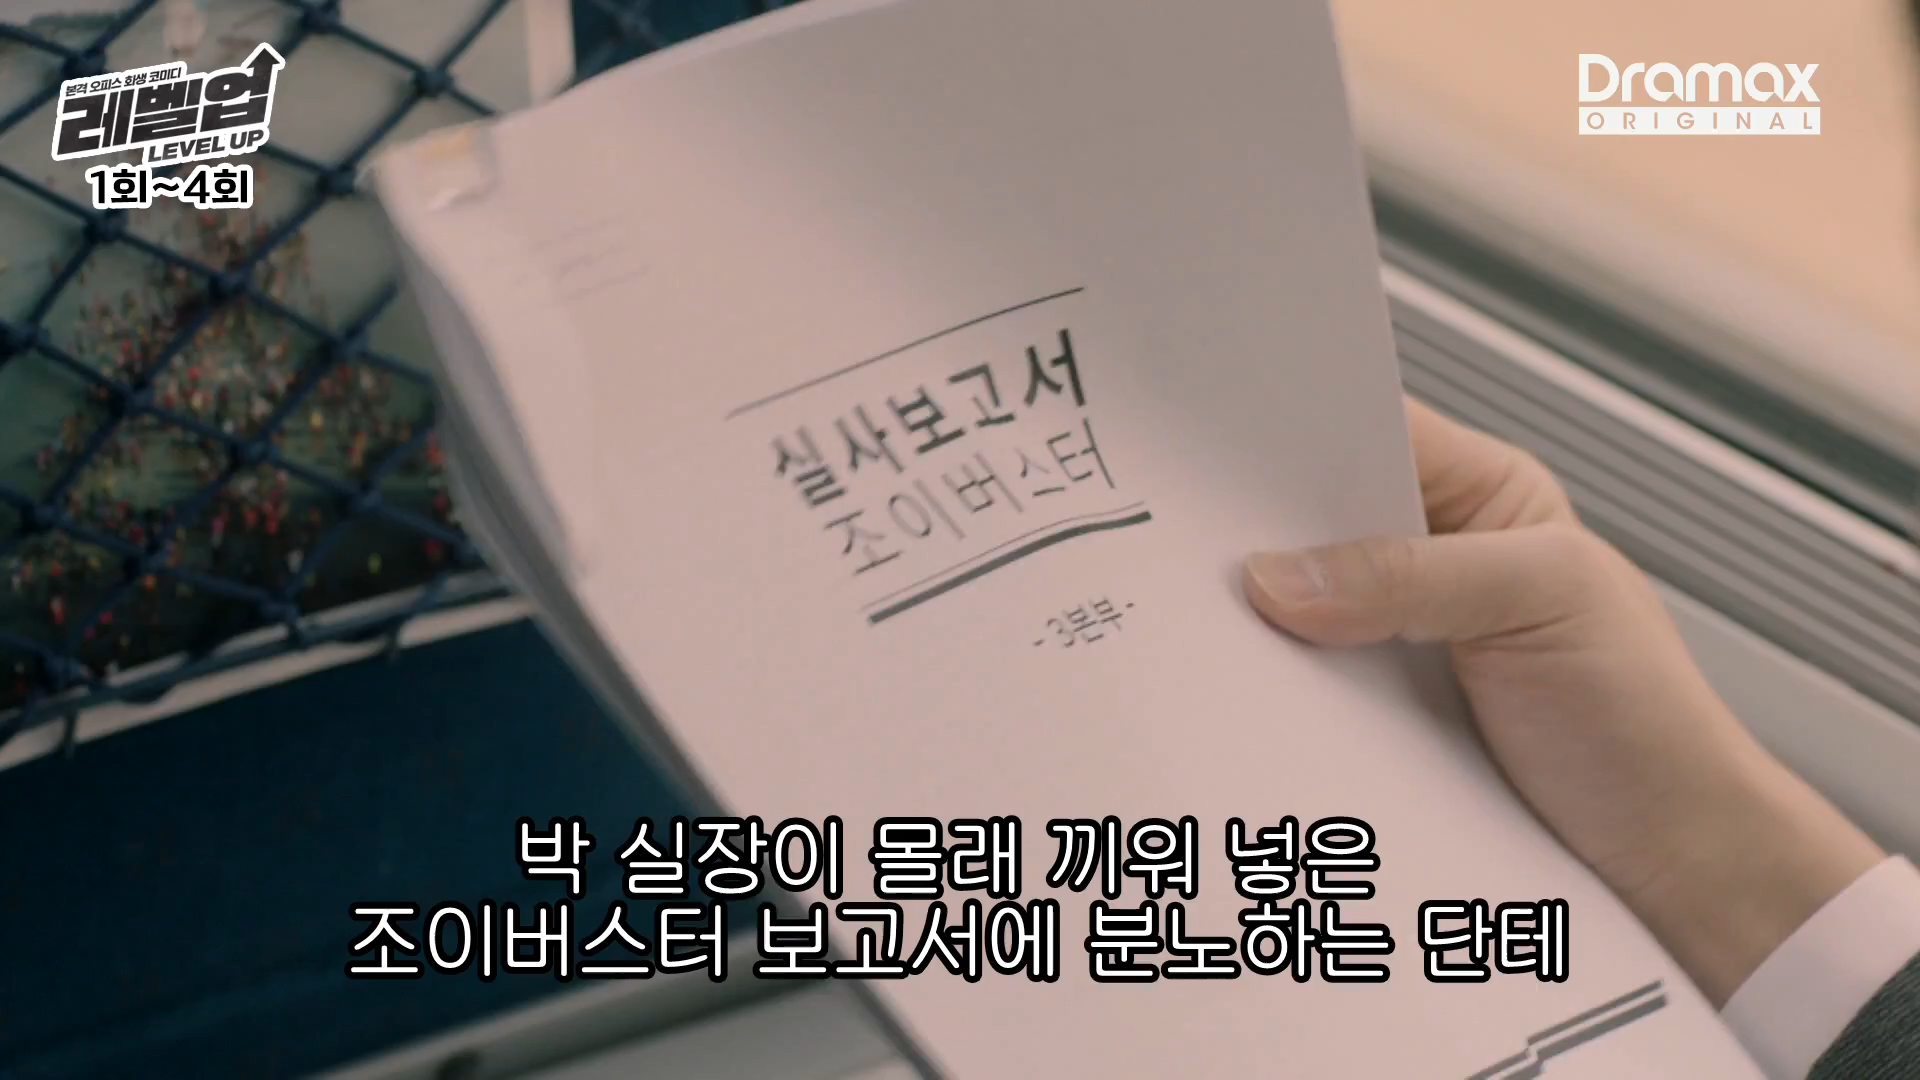 본격 오피스 회생 코미디
레벨업
LEVEL UP
1회~4회
Dramax
ORIGINAL
실사보고서
조이버스터
-3본부-
박 실장이 몰래 끼워 넣은
조이버스터 보고서에 분노하는 단테